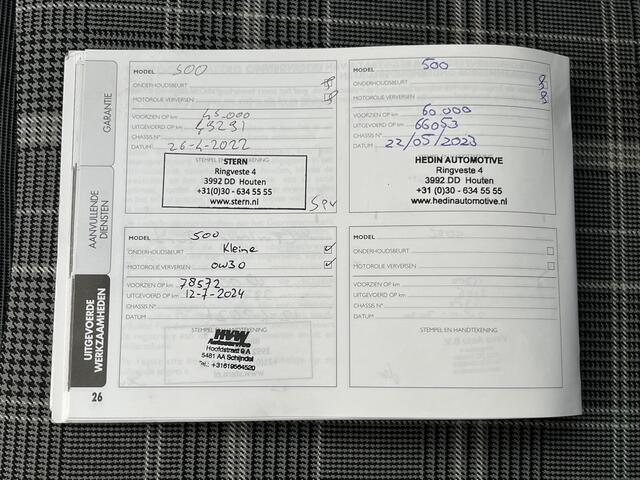 GARANTIE
AANVULLENDE
DIENSTEN
UITGEVOERDE
WERKZAAMHEDEN
26
MODEL 500
ONDERHOUDSBEURT
MOTOROLIE VERVERSEN
VOORZIEN OP km 45.000
UITGEVOERD OP km 49291
CHASSIS N°
DATUM 26-4-2022
STEMPEL EN HANDTEKENING
STERN
Ringveste 4
3992 DD Houten
+31(0)30 - 634 55 55
www.stern.nl
MODEL 500
ONDERHOUDSBEURT
MOTOROLIE VERVERSEN
VOORZIEN OP km 60 000
UITGEVOERD OP km 66053
CHASSIS N°
DATUM 22/05/2023
HEDIN AUTOMOTIVE
Ringveste 4
3992 DD Houten
+31 (0)30 - 634 55 55
www.hedinautomotive.nl
MODEL 500
ONDERHOUDSBEURT Kleine
MOTOROLIE VERVERSEN 0W30
VOORZIEN OP km 78572
UITGEVOERD OP km 12-7-2024
CHASSIS N°
DATUM
STEMPEL EN HANDTEKENING
Hoofdstraat 9A
5481 AA Schijndel
Tel.: +31619564520
MODEL
ONDERHOUDSBEURT
MOTOROLIE VERVERSEN
VOORZIEN OP km
UITGEVOERD OP km
CHASSIS N°
DATUM
STEMPEL EN HANDTEKENING